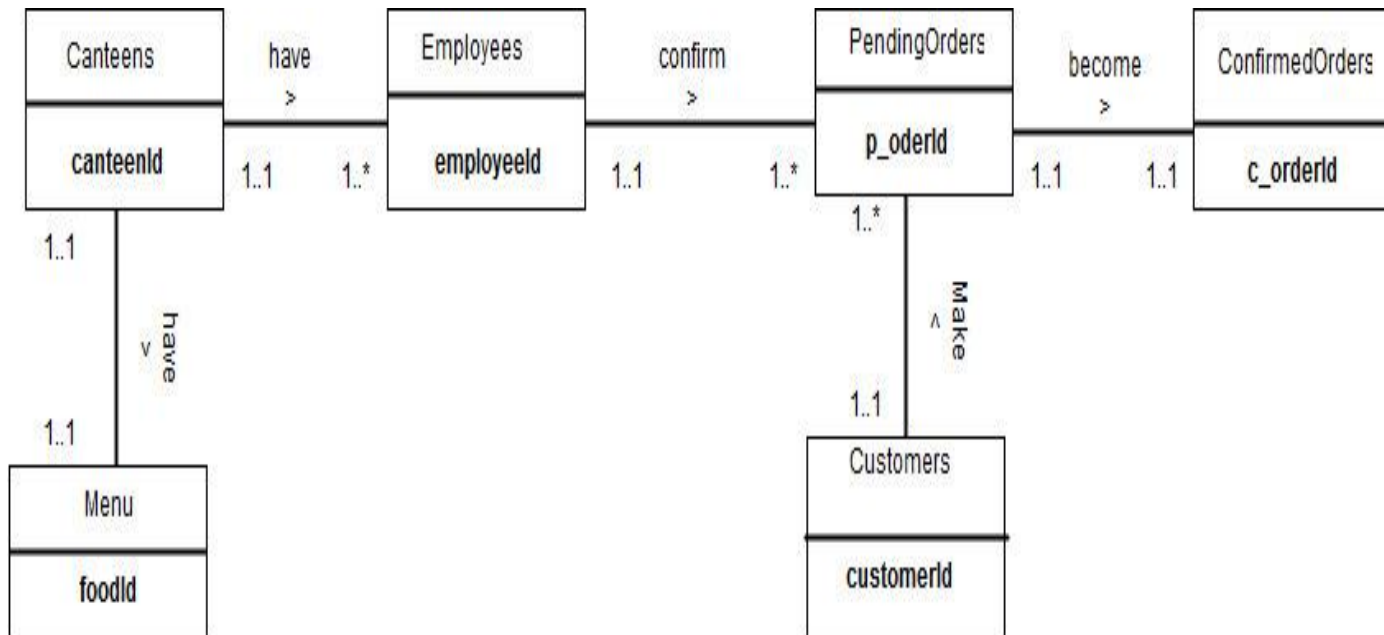 Canteens
have
>
Employees
confirm
>
PendingOrders
become
>
ConfirmedOrders
canteenId
1..1
1..*
employeeId
1..1
1..*
p_oderId
1..1
1..1
c_orderId
1..1
have
>
1..1
1..*
Make
<
1..1
Menu
foodId
Customers
customerId